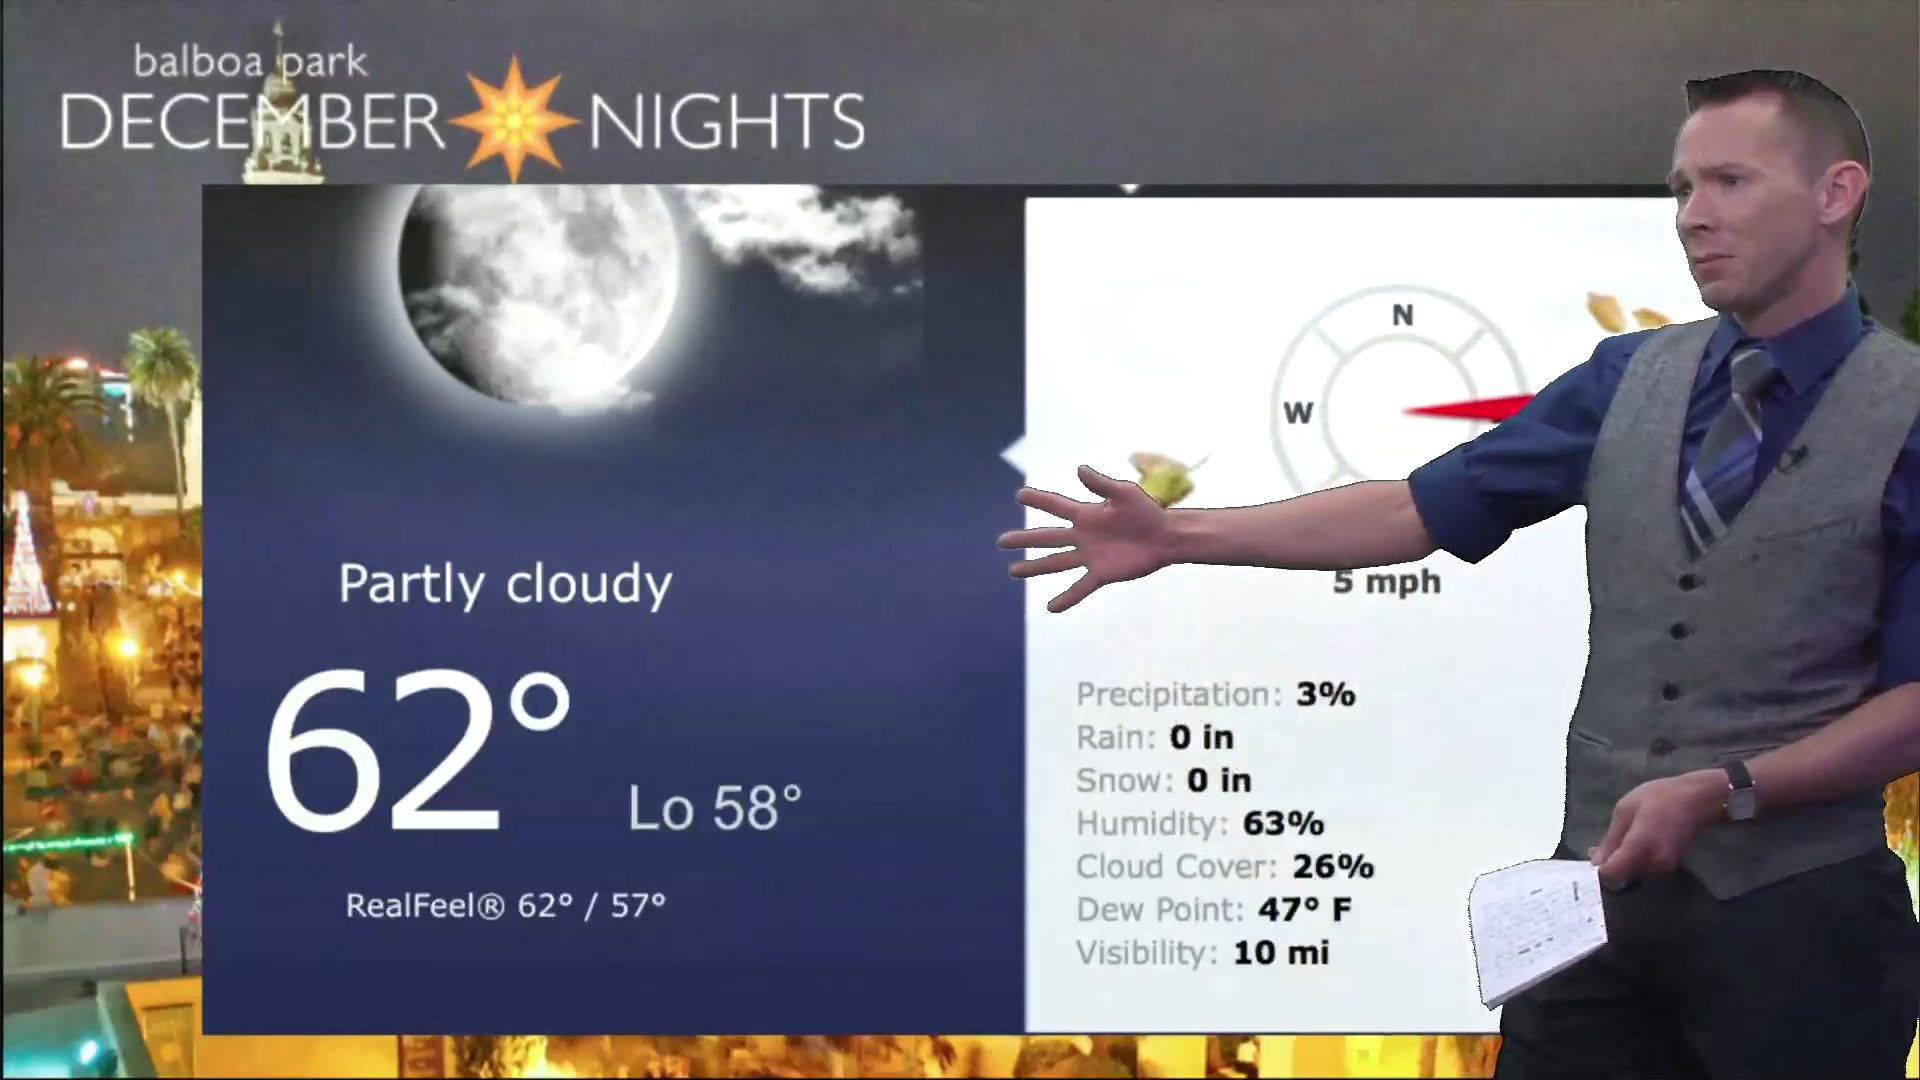 balboa park
DECEMBER NIGHTS
Partly cloudy
62°
Lo 58°
RealFeel® 62° / 57°
N
W
5 mph
Precipitation: 3%
Rain: 0 in
Snow: 0 in
Humidity: 63%
Cloud Cover: 26%
Dew Point: 47° F
Visibility: 10 mi